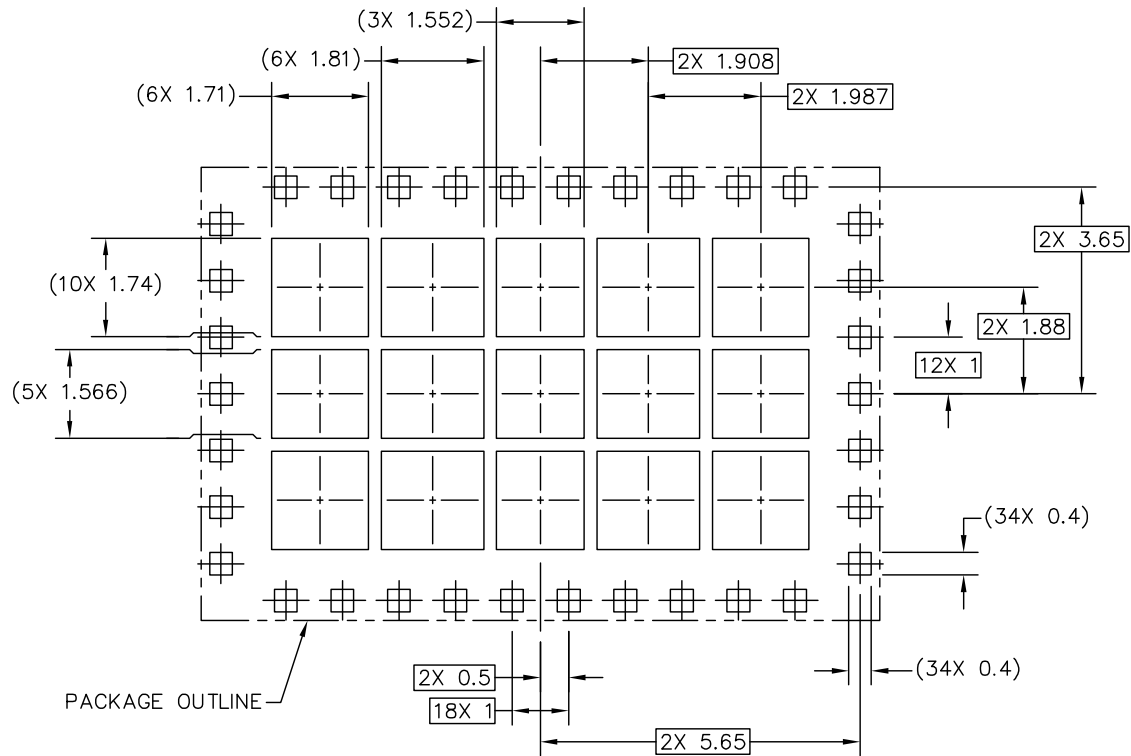 (3X 1.552)
(6X 1.81)
2X 1.908
(6X 1.71)
2X 1.987
2X 3.65
(10X 1.74)
2X 1.88
12X 1
(5X 1.566)
(34X 0.4)
2X 0.5
(34X 0.4)
PACKAGE OUTLINE
18X 1
2X 5.65